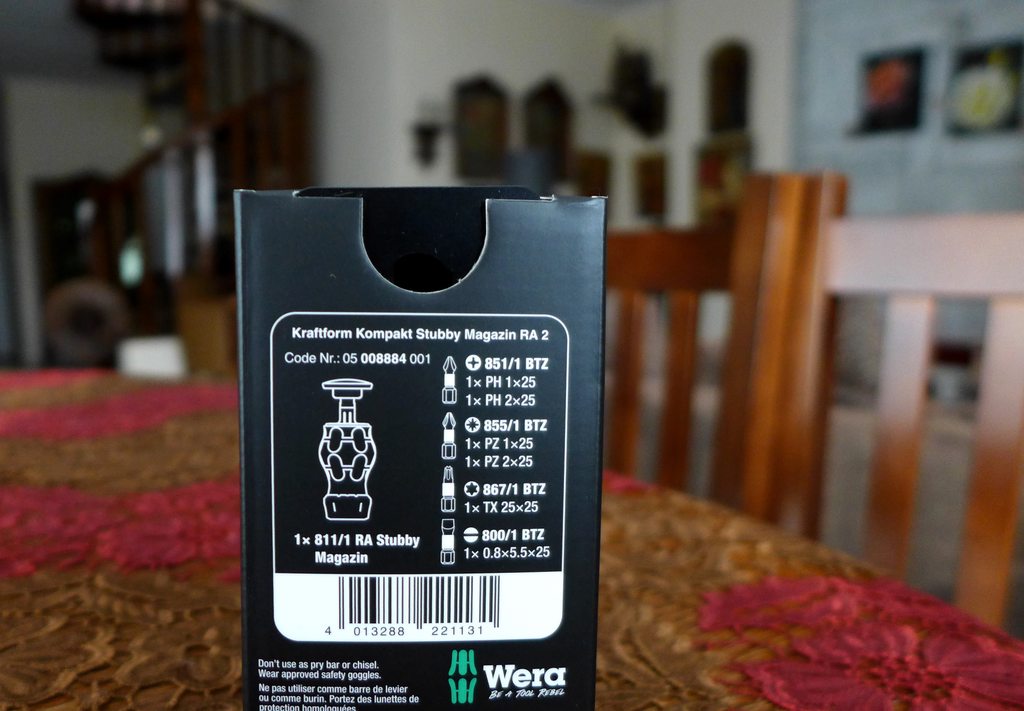 Kraftform Kompakt Stubby Magazin RA 2
Code Nr.: 05 008884 001
1× 811/1 RA Stubby
Magazin
851/1 BTZ
1× PH 1×25
1× PH 2×25
855/1 BTZ
1× PZ 1×25
1× PZ 2×25
867/1 BTZ
1× TX 25×25
800/1 BTZ
1× 0.8×5.5×25
4 013288 221131
Don't use as pry bar or chisel.
Wear approved safety goggles.
Ne pas utiliser comme barre de levier
ou comme burin. Portez des lunettes de
protection homologuées.
Wera
BE A TOOL REBEL